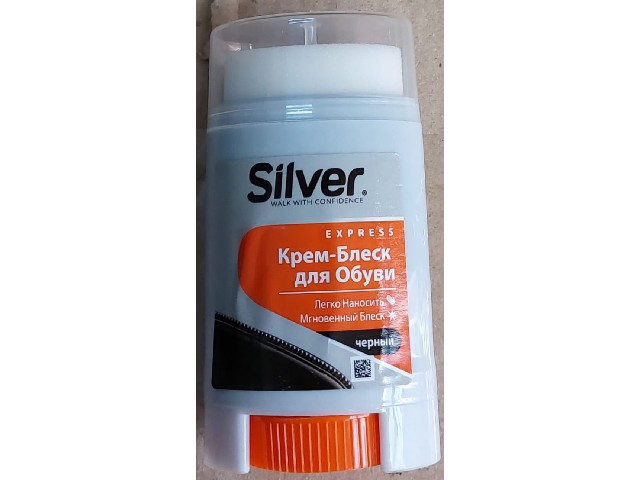 Silver®
WALK WITH CONFIDENCE
EXPRESS
Крем-Блеск
для Обуви
Легко Наносить
Мгновенный Блеск
черный